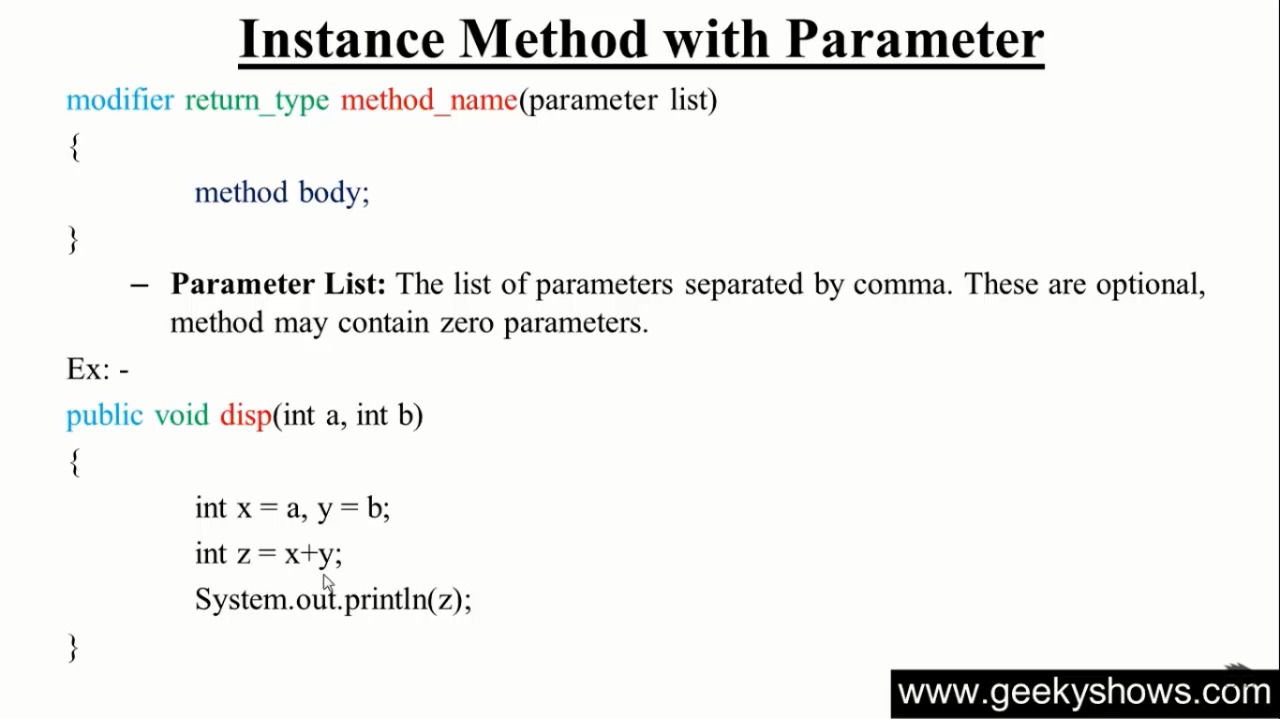 Instance Method with Parameter
modifier return_type method_name(parameter list)
{
method body;
}
– Parameter List: The list of parameters separated by comma. These are optional,
method may contain zero parameters.
Ex: -
public void disp(int a, int b)
{
int x = a, y = b;
int z = x+y;
System.out.println(z);
}
www.geekyshows.com